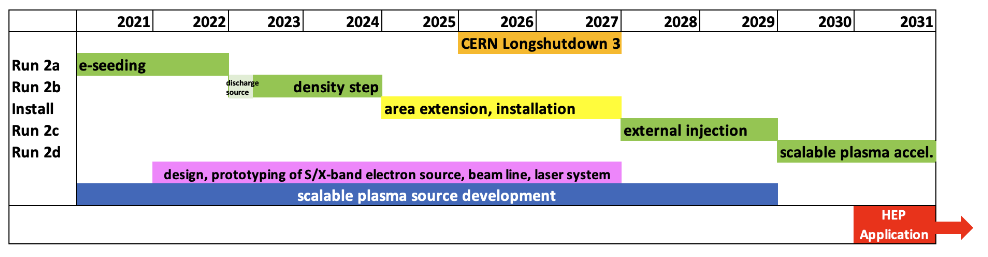 2021 2022 2023 2024 2025 2026 2027 2028 2029 2030 2031
CERN Longshutdown 3
Run 2a e-seeding
Run 2b discharge source density step
Install area extension, installation
Run 2c external injection
Run 2d scalable plasma accel.
design, prototyping of S/X-band electron source, beam line, laser system
scalable plasma source development
HEP
Application